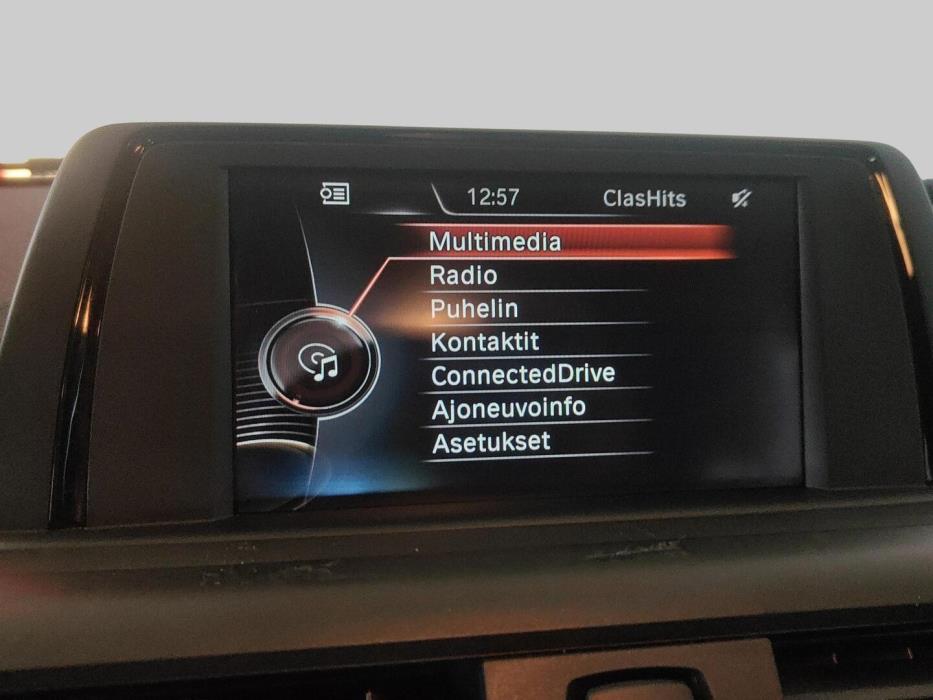 12:57 ClasHits
Multimedia
Radio
Puhelin
Kontaktit
ConnectedDrive
Ajoneuvoinfo
Asetukset